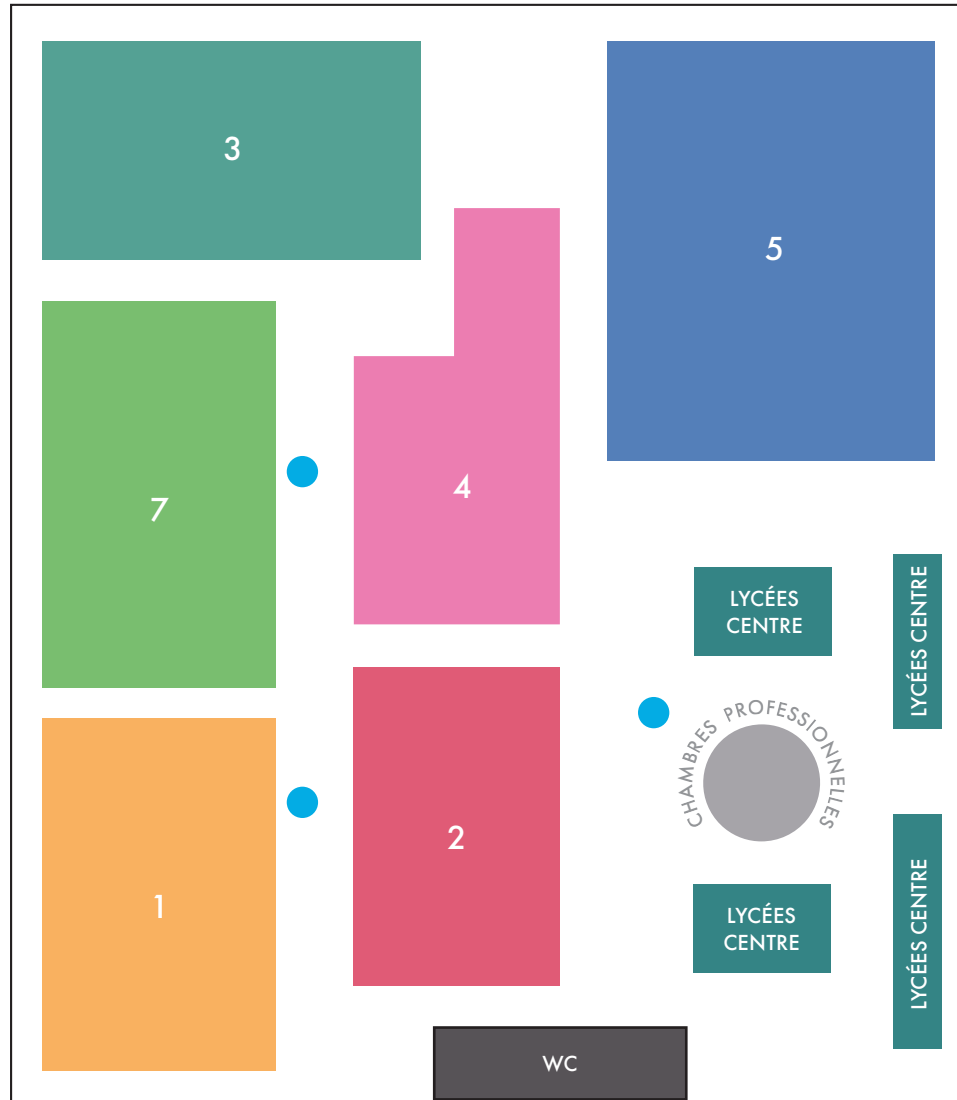 3
5
7
4
LYCÉES
CENTRE
LYCÉES CENTRE
CHAMBRES PROFESSIONNELLES
2
1
LYCÉES
CENTRE
LYCÉES CENTRE
WC